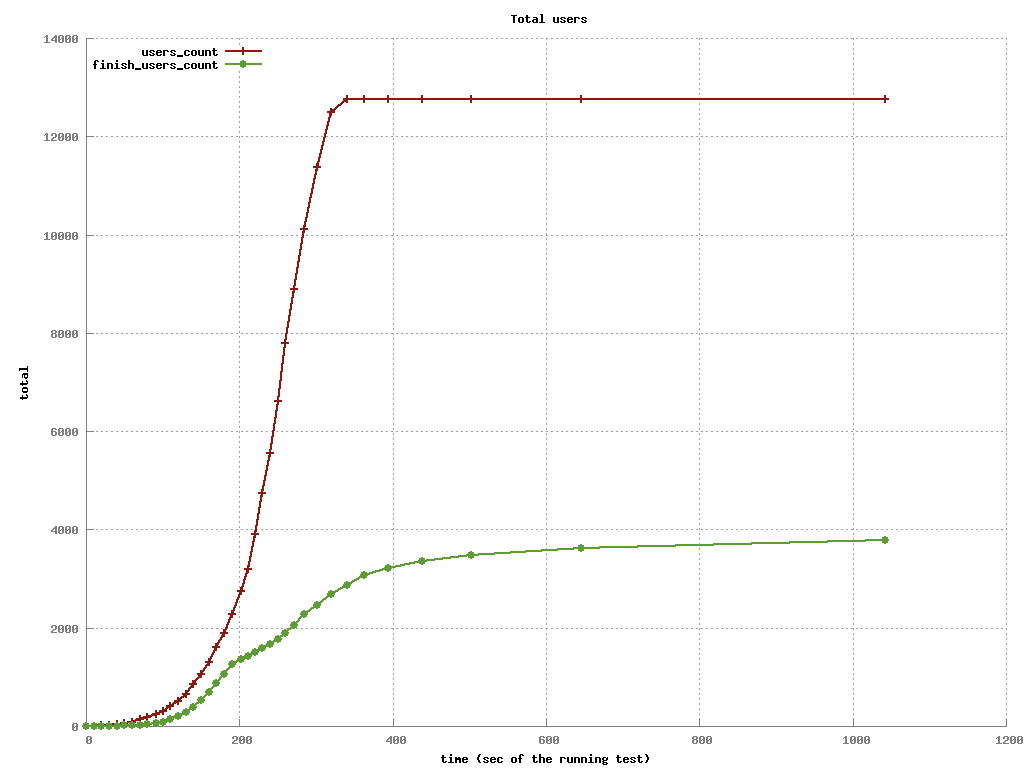 Total users
14000
users_count
finish_users_count
12000
10000
8000
total
6000
4000
2000
0
0 200 400 600 800 1000 1200
time (sec of the running test)